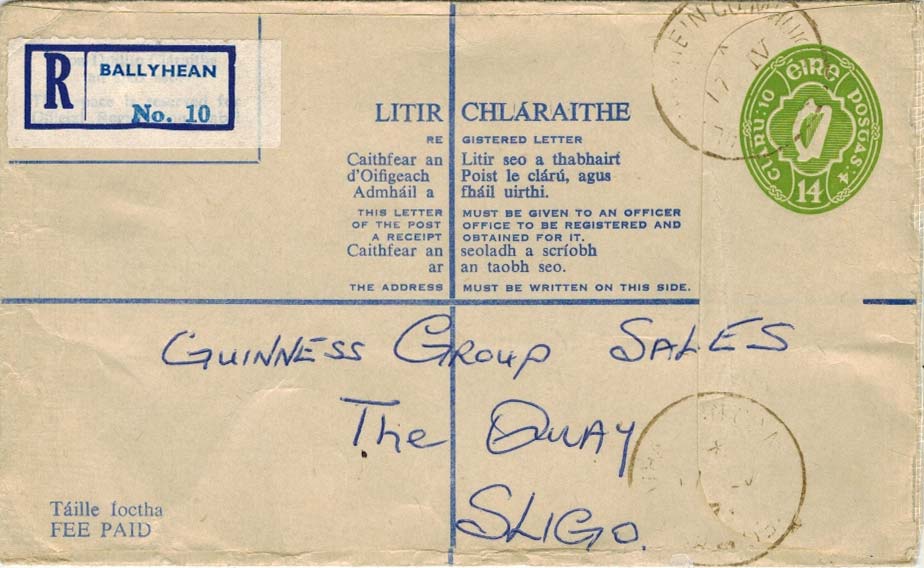 R BALLYHEAN
No. 10
LITIR CHLÁRAITHE
REGISTERED LETTER
Caithfear an Litir seo a thabhairt
d'Oifigeach Poist le clárú, agus
Admháil a fháil uirthi.
THIS LETTER MUST BE GIVEN TO AN OFFICER
OF THE POST OFFICE TO BE REGISTERED AND
A RECEIPT OBTAINED FOR IT.
Caithfear an seoladh a scríobh
ar an taobh seo.
THE ADDRESS MUST BE WRITTEN ON THIS SIDE.
CLÁRU: 10 éire POSTAS: 4
14
GUINNESS GROUP SALES
The Quay
SLIGO.
Táille íoctha
FEE PAID